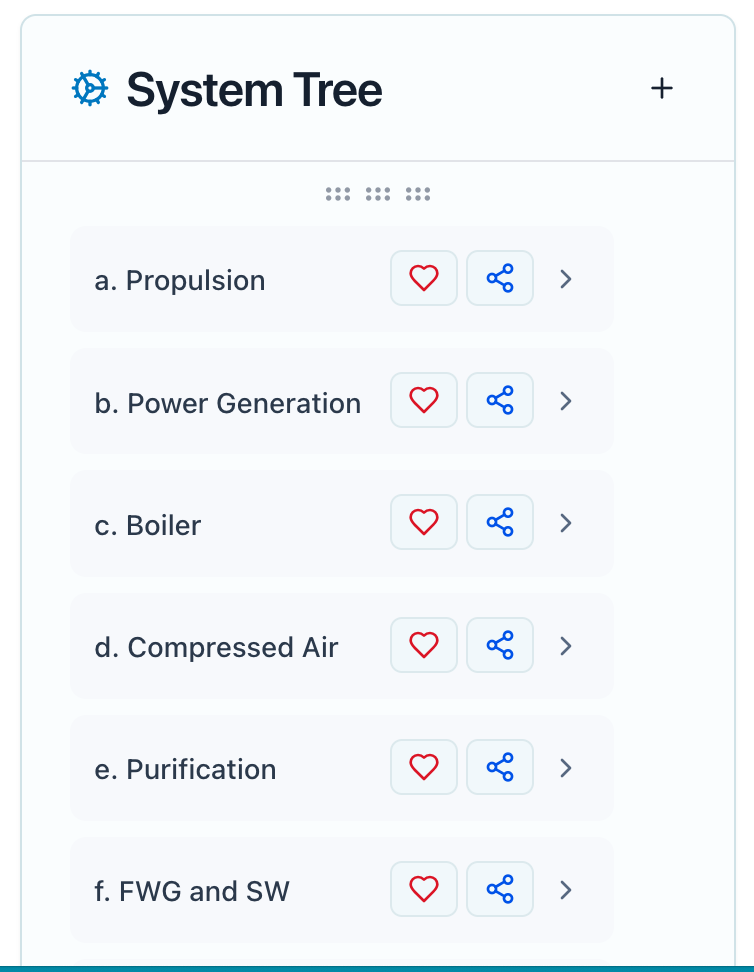 System Tree
a. Propulsion
b. Power Generation
c. Boiler
d. Compressed Air
e. Purification
f. FWG and SW